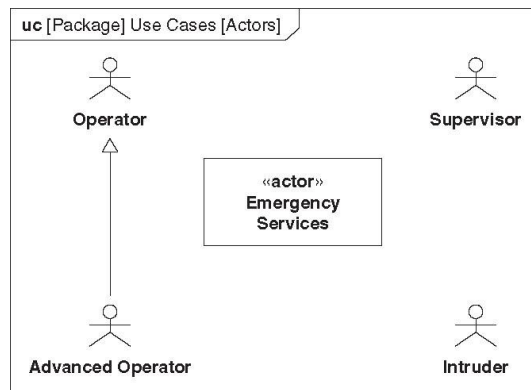 uc [Package] Use Cases [Actors]
Operator
Supervisor
«actor»
Emergency
Services
Advanced Operator
Intruder